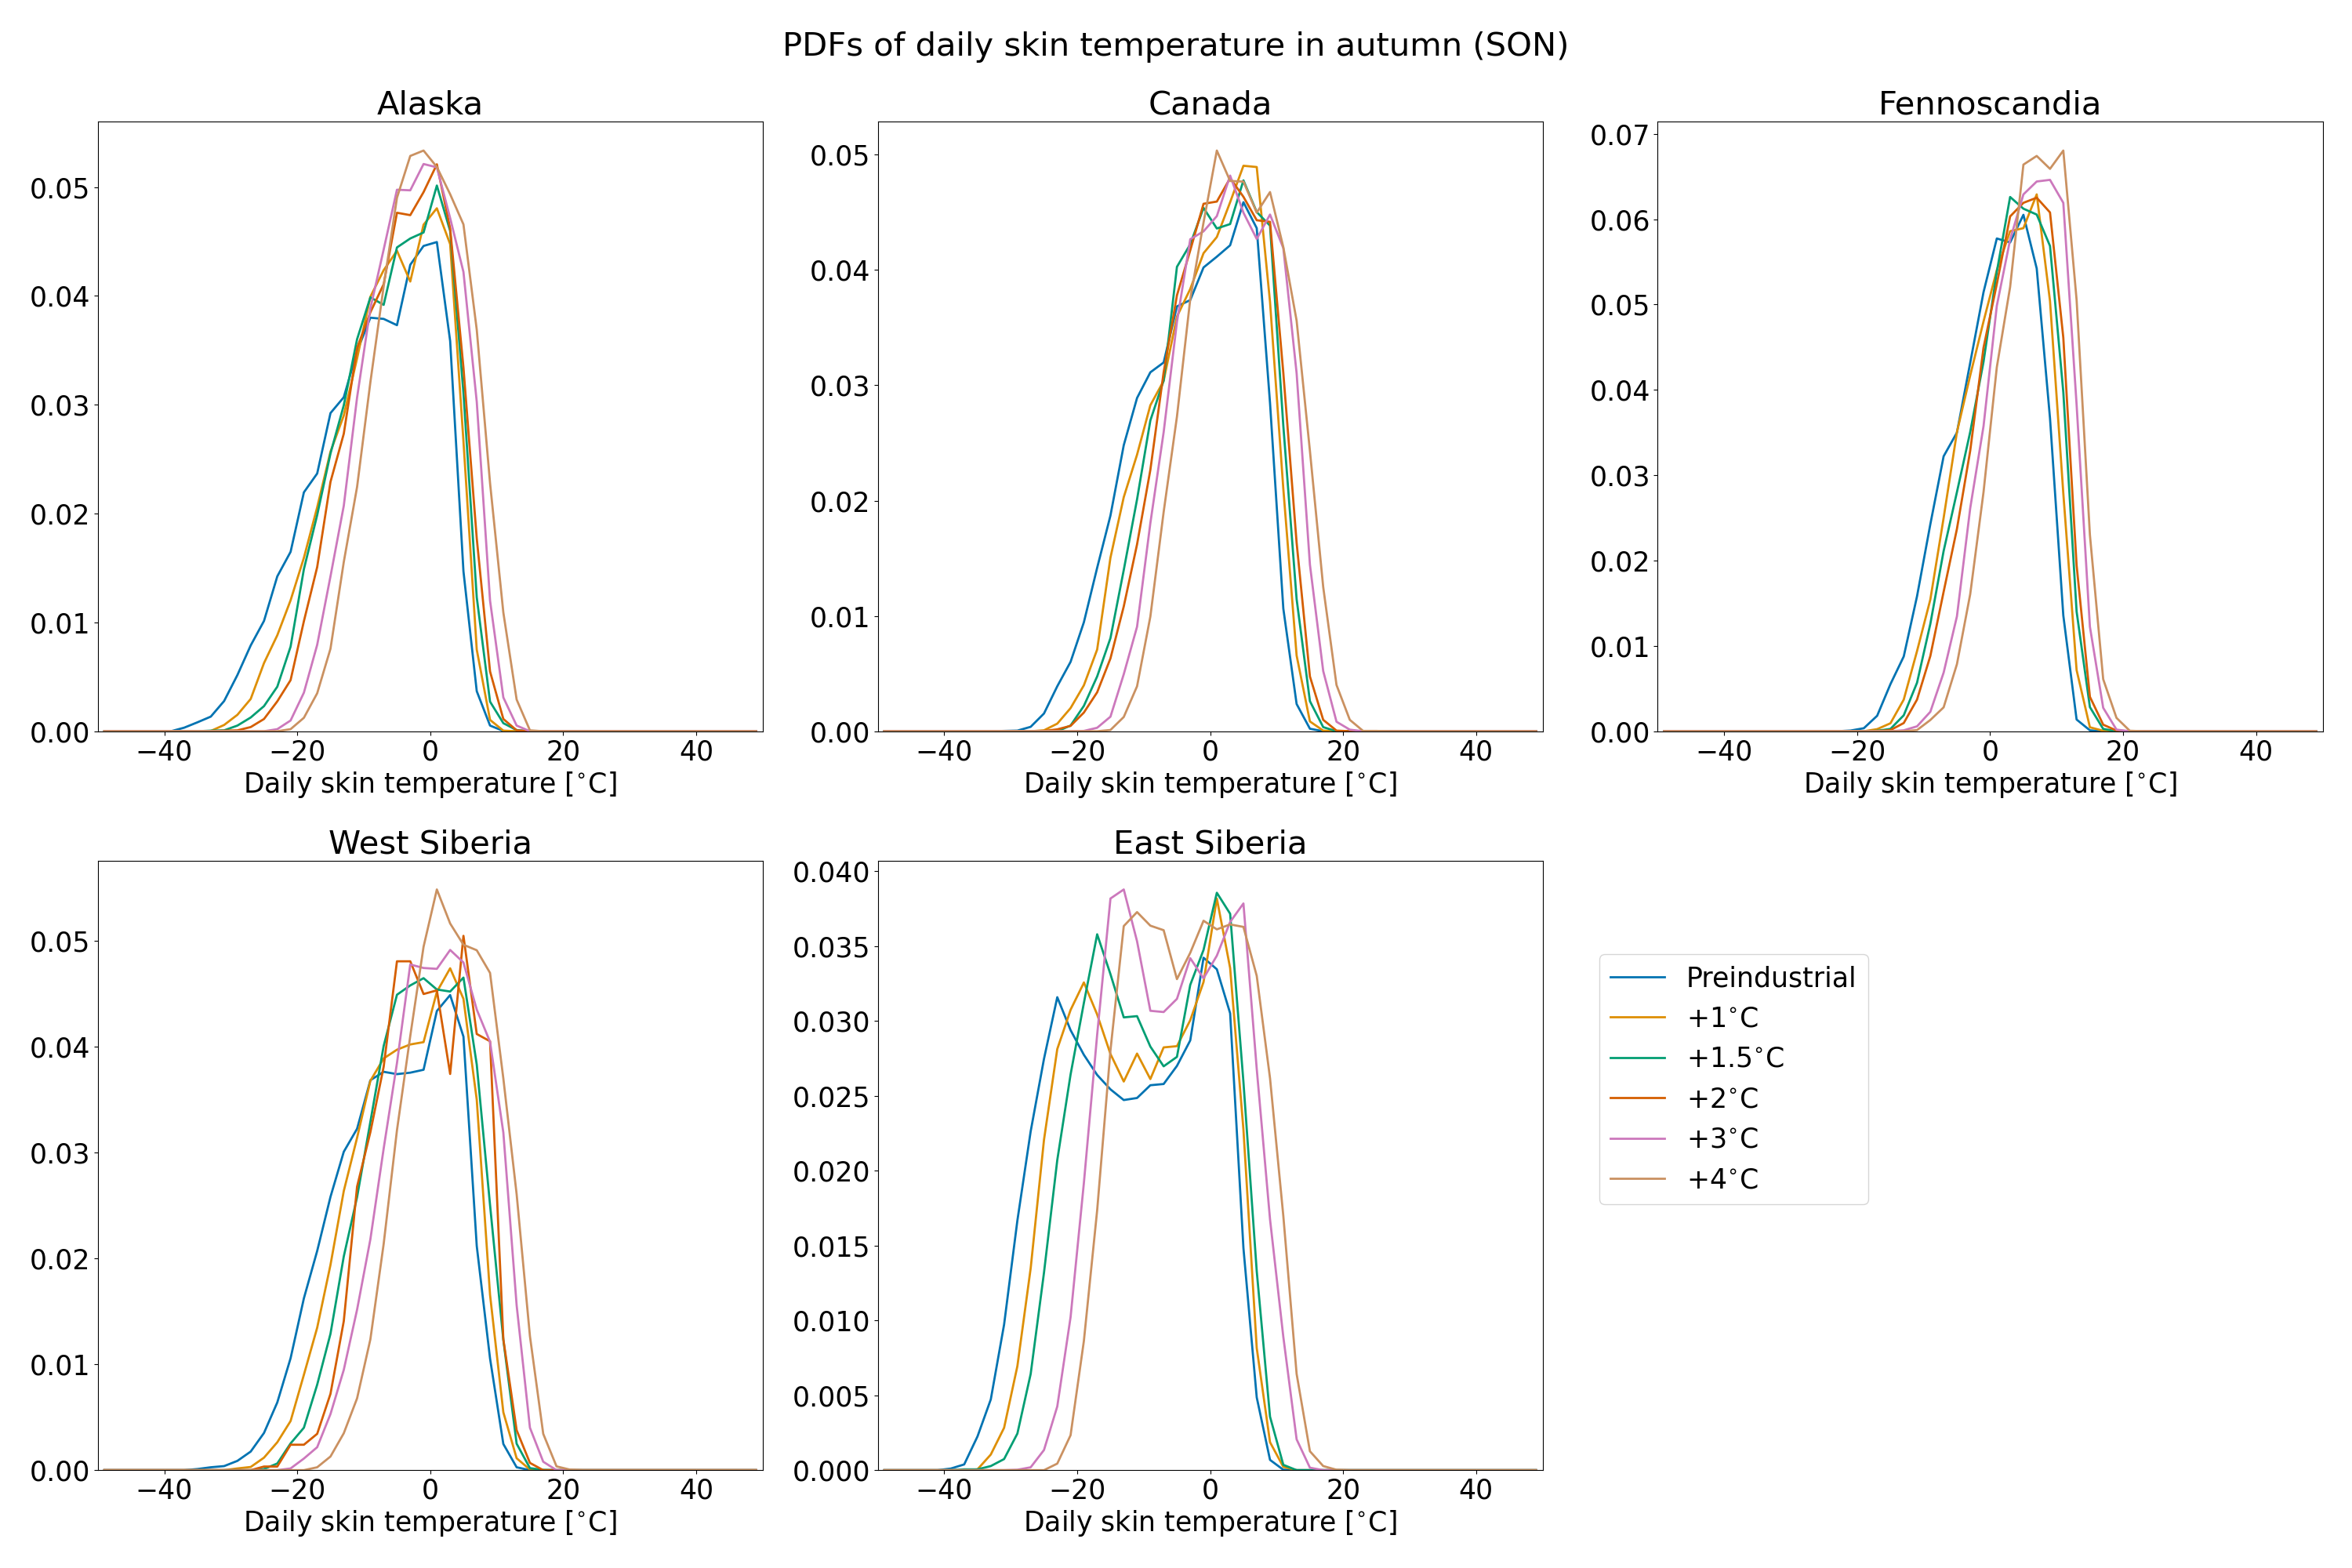 PDFs of daily skin temperature in autumn (SON)
Alaska
Canada
Fennoscandia
0.05
0.04
0.03
0.02
0.01
0.00
−40 −20 0 20 40
Daily skin temperature [°C]
0.05
0.04
0.03
0.02
0.01
0.00
−40 −20 0 20 40
Daily skin temperature [°C]
0.07
0.06
0.05
0.04
0.03
0.02
0.01
0.00
−40 −20 0 20 40
Daily skin temperature [°C]
West Siberia
East Siberia
0.05
0.04
0.03
0.02
0.01
0.00
−40 −20 0 20 40
Daily skin temperature [°C]
0.040
0.035
0.030
0.025
0.020
0.015
0.010
0.005
0.000
−40 −20 0 20 40
Daily skin temperature [°C]
Preindustrial
+1°C
+1.5°C
+2°C
+3°C
+4°C